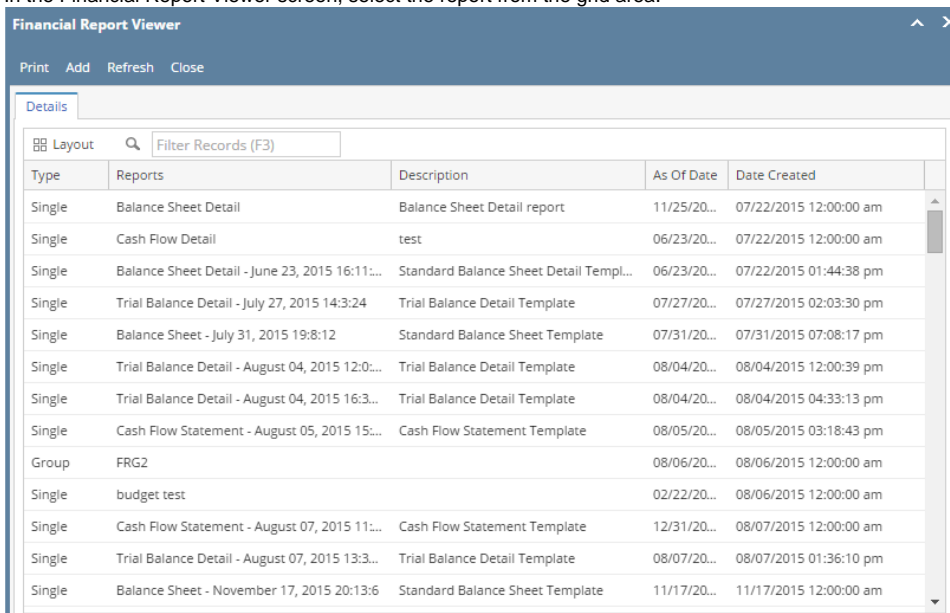 In the Financial Report Viewer screen, select the report from the grid area.
Financial Report Viewer
Print Add Refresh Close
Details
Layout Filter Records (F3)
Type Reports Description As Of Date Date Created
Single Balance Sheet Detail Balance Sheet Detail report 11/25/20... 07/22/2015 12:00:00 am
Single Cash Flow Detail test 06/23/20... 07/22/2015 12:00:00 am
Single Balance Sheet Detail - June 23, 2015 16:11:... Standard Balance Sheet Detail Templ... 06/23/20... 07/22/2015 01:44:38 pm
Single Trial Balance Detail - July 27, 2015 14:3:24 Trial Balance Detail Template 07/27/20... 07/27/2015 02:03:30 pm
Single Balance Sheet - July 31, 2015 19:8:12 Standard Balance Sheet Template 07/31/20... 07/31/2015 07:08:17 pm
Single Trial Balance Detail - August 04, 2015 12:0:... Trial Balance Detail Template 08/04/20... 08/04/2015 12:00:39 pm
Single Trial Balance Detail - August 04, 2015 16:3... Trial Balance Detail Template 08/04/20... 08/04/2015 04:33:13 pm
Single Cash Flow Statement - August 05, 2015 15:... Cash Flow Statement Template 08/05/20... 08/05/2015 03:18:43 pm
Group FRG2 08/06/20... 08/06/2015 12:00:00 am
Single budget test 02/22/20... 08/06/2015 12:00:00 am
Single Cash Flow Statement - August 07, 2015 11:... Cash Flow Statement Template 12/31/20... 08/07/2015 12:00:00 am
Single Trial Balance Detail - August 07, 2015 13:3... Trial Balance Detail Template 08/07/20... 08/07/2015 01:36:10 pm
Single Balance Sheet - November 17, 2015 20:13:6 Standard Balance Sheet Template 11/17/20... 11/17/2015 12:00:00 am